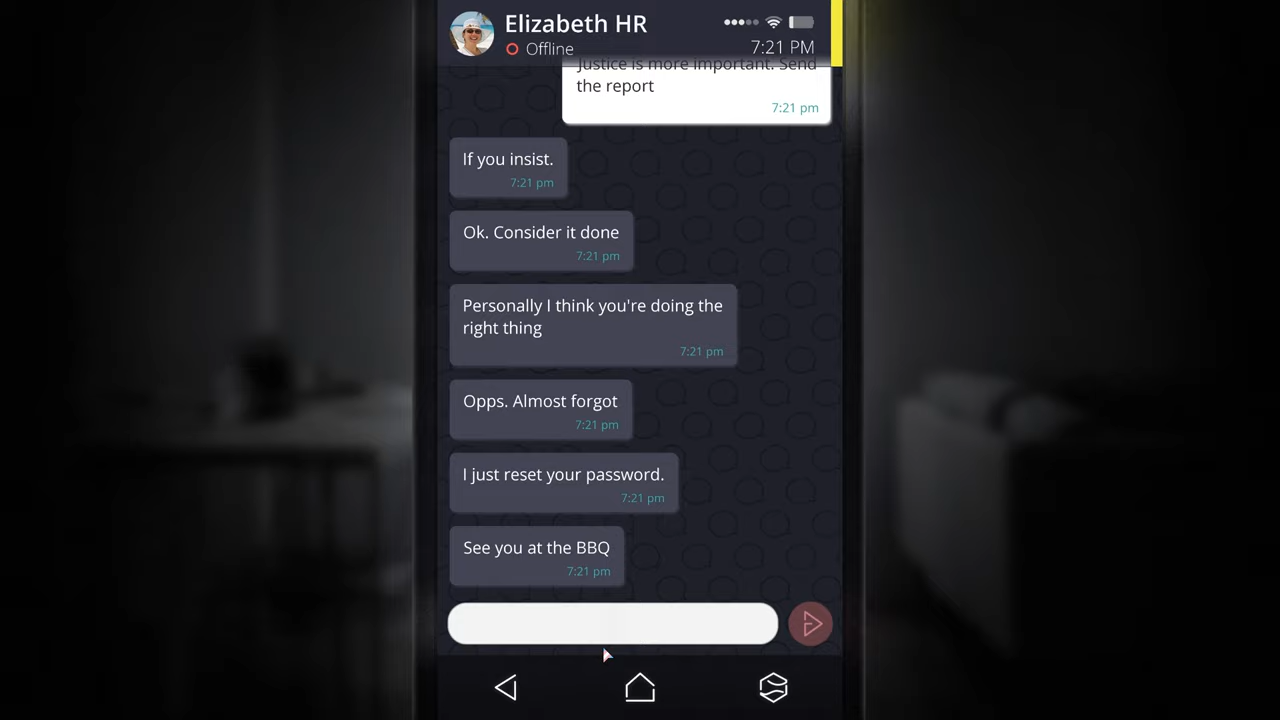 Elizabeth HR
Offline
7:21 PM
Justice is more important. Send
the report
7:21 pm
If you insist.
7:21 pm
Ok. Consider it done
7:21 pm
Personally I think you're doing the
right thing
7:21 pm
Opps. Almost forgot
7:21 pm
I just reset your password.
7:21 pm
See you at the BBQ
7:21 pm